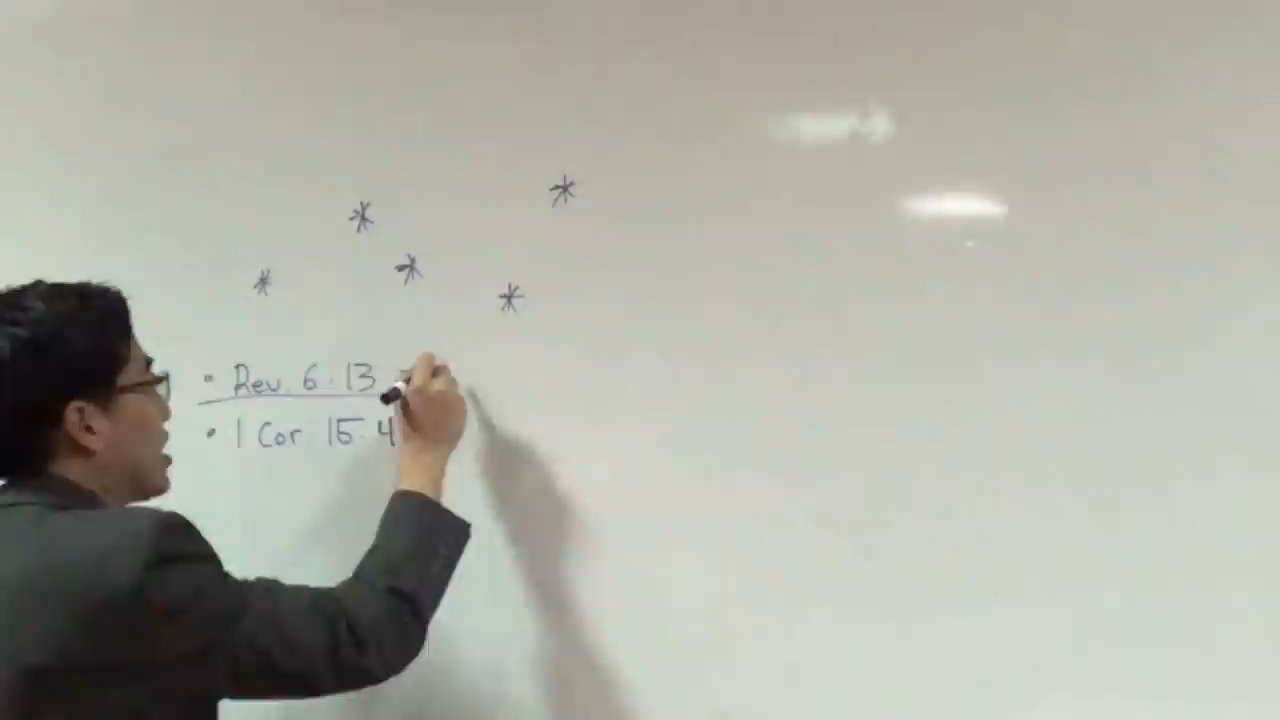 • Rev. 6:13
• 1 Cor. 15:4